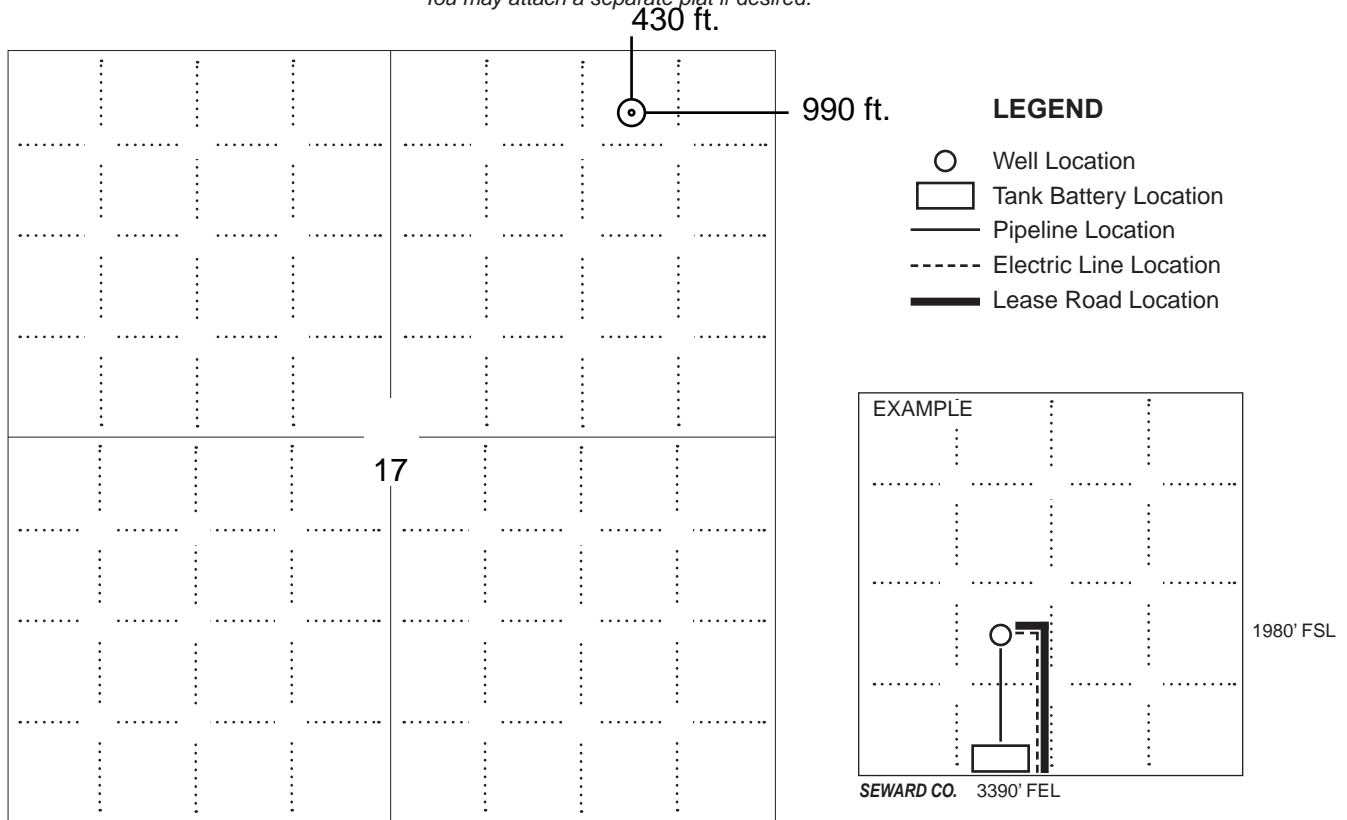 You may attach a separate plat if desired.
430 ft.
990 ft.
LEGEND
Well Location
Tank Battery Location
Pipeline Location
Electric Line Location
Lease Road Location
17
EXAMPLE
1980' FSL
SEWARD CO. 3390' FEL